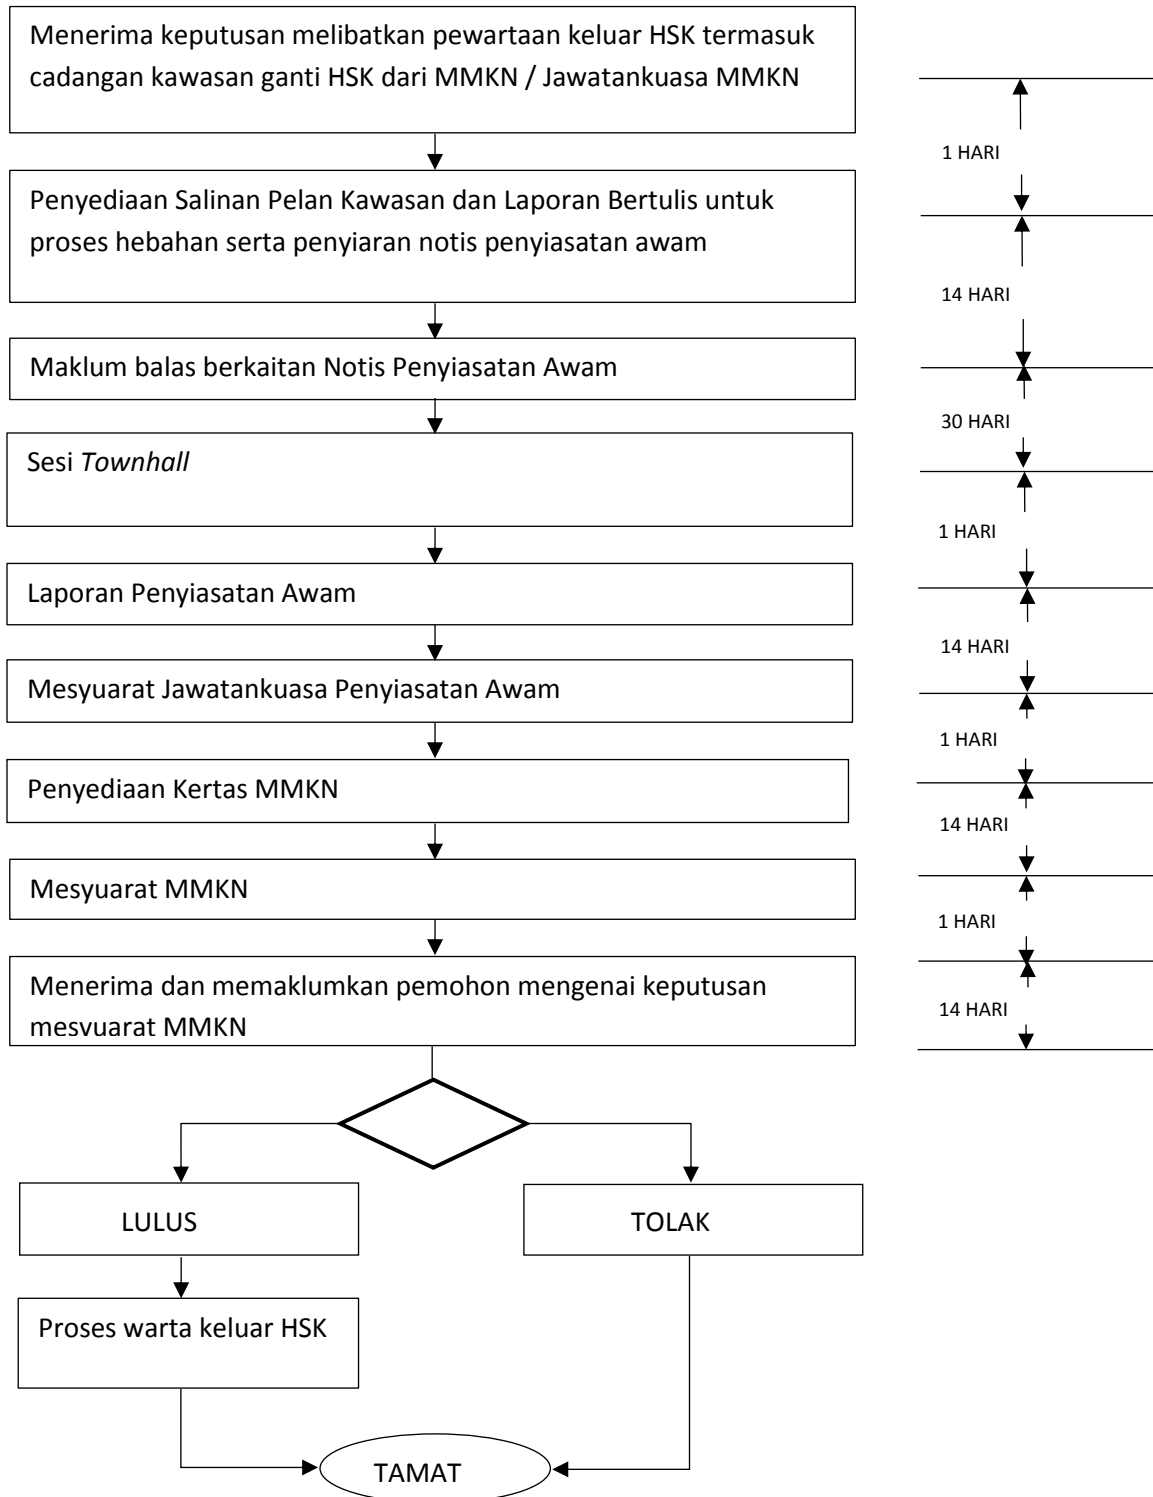 Menerima keputusan melibatkan pewartaan keluar HSK termasuk
cadangan kawasan ganti HSK dari MMKN / Jawatankuasa MMKN
1 HARI
Penyediaan Salinan Pelan Kawasan dan Laporan Bertulis untuk
proses hebahan serta penyiaran notis penyiasatan awam
14 HARI
Maklum balas berkaitan Notis Penyiasatan Awam
30 HARI
Sesi Townhall
1 HARI
Laporan Penyiasatan Awam
14 HARI
Mesyuarat Jawatankuasa Penyiasatan Awam
1 HARI
Penyediaan Kertas MMKN
14 HARI
Mesyuarat MMKN
1 HARI
Menerima dan memaklumkan pemohon mengenai keputusan
mesyuarat MMKN
14 HARI
LULUS
TOLAK
Proses warta keluar HSK
TAMAT